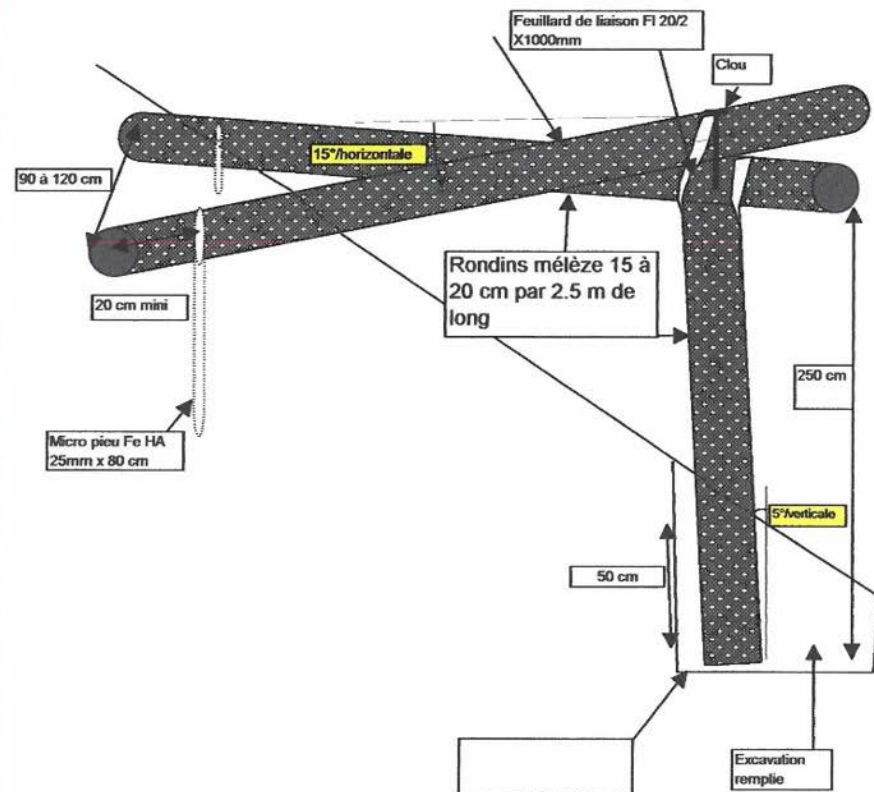 Feuillard de liaison Fl 20/2
X1000mm
Clou
15°/horizontale
90 à 120 cm
Rondins mélèze 15 à
20 cm par 2.5 m de
long
20 cm mini
250 cm
Micro pieu Fe HA
25mm x 80 cm
5°/verticale
50 cm
Excavation
remplie